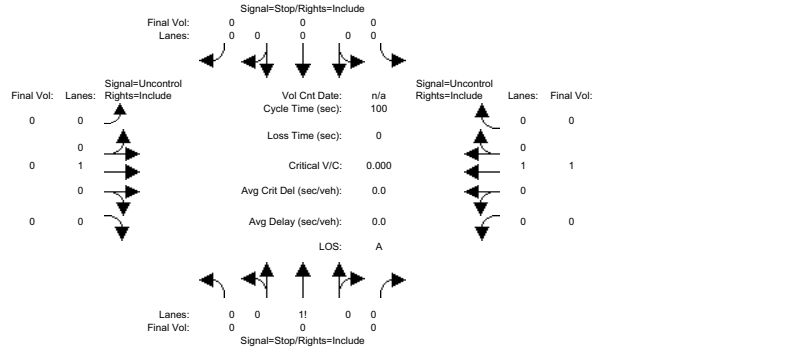 Signal=Stop/Rights=Include
Final Vol: 0 0 0
Lanes: 0 0 0 0 0
Signal=Uncontrol Signal=Uncontrol
Final Vol: Lanes: Rights=Include Vol Cnt Date: n/a Rights=Include Lanes: Final Vol:
Cycle Time (sec): 100
0 0 0 0
Loss Time (sec): 0
0 0
0 1 Critical V/C: 0.000 1 1
0 Avg Crit Del (sec/veh): 0.0 0
0 0 Avg Delay (sec/veh): 0.0 0 0
LOS: A
Lanes: 0 0 1! 0 0
Final Vol: 0 0 0
Signal=Stop/Rights=Include